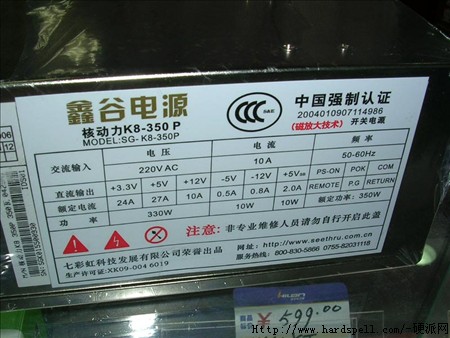 鑫谷电源
核动力K8-350 P
MODEL:SG- K8-350P
中国强制认证
2004010907114986
(磁放大技术) 开关电源
006
12
电压 电流 频率
交流输入 220V AC 10A 50-60Hz
直流输出 +3.3V +5V +12V -5V -12V +5Vsb PS-ON POK COM
额定电流 24A 27A 10A 0.5A 0.8A 2.0A REMOTE P.G RETURN
功率 330W 10W 10W 额定功率:350W
注意: 非专业维修人员请勿自行开启此盖
七彩虹科技发展有限公司荣誉出品
生产许可证:XK09-004 6019
网址: http://www.seethru.com.cn
服务热线: 800-830-5866 0755-82031118
¥ 599.00
Http://www.hardspell.com/-硬派网